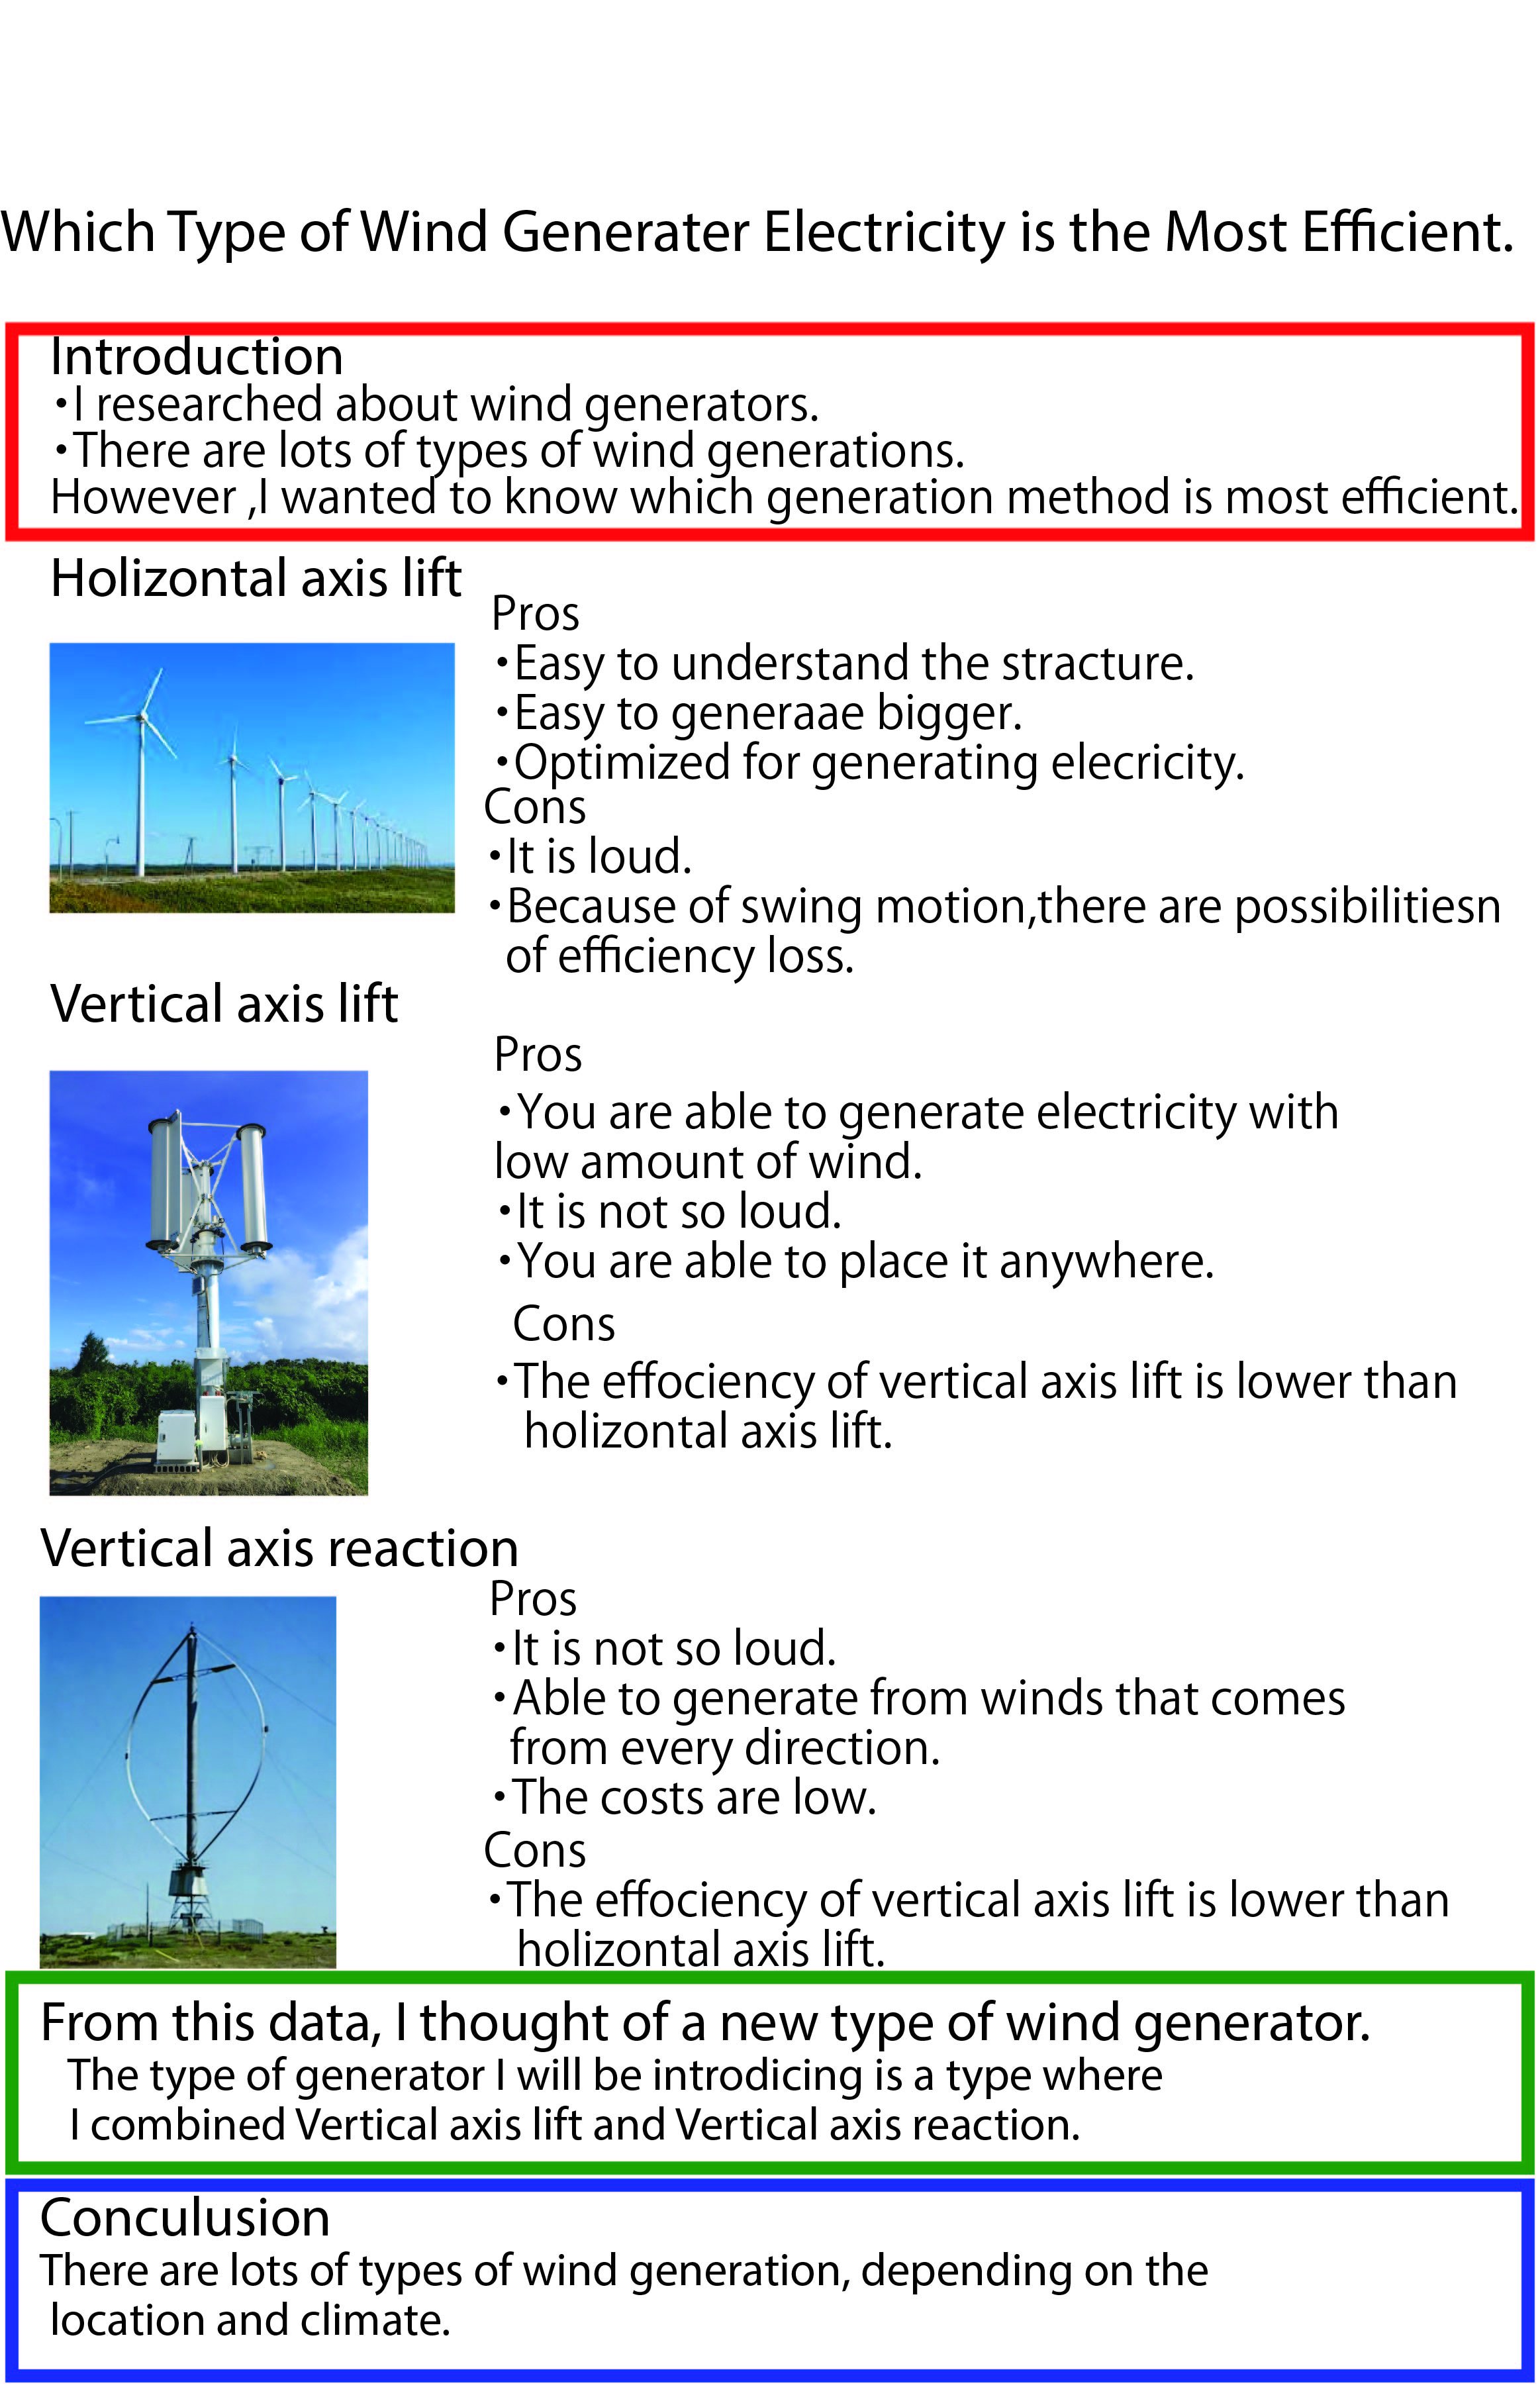 Which Type of Wind Generater Electricity is the Most Efficient.
Introduction
・I researched about wind generators.
・There are lots of types of wind generations.
However ,I wanted to know which generation method is most efficient.
Holizontal axis lift
Pros
・Easy to understand the stracture.
・Easy to generaae bigger.
・Optimized for generating elecricity.
Cons
・It is loud.
・Because of swing motion,there are possibilitiesn
of efficiency loss.
Vertical axis lift
Pros
・You are able to generate electricity with
low amount of wind.
・It is not so loud.
・You are able to place it anywhere.
Cons
・The effociency of vertical axis lift is lower than
holizontal axis lift.
Vertical axis reaction
Pros
・It is not so loud.
・Able to generate from winds that comes
from every direction.
・The costs are low.
Cons
・The effociency of vertical axis lift is lower than
holizontal axis lift.
From this data, I thought of a new type of wind generator.
The type of generator I will be introdicing is a type where
I combined Vertical axis lift and Vertical axis reaction.
Conculusion
There are lots of types of wind generation, depending on the
location and climate.